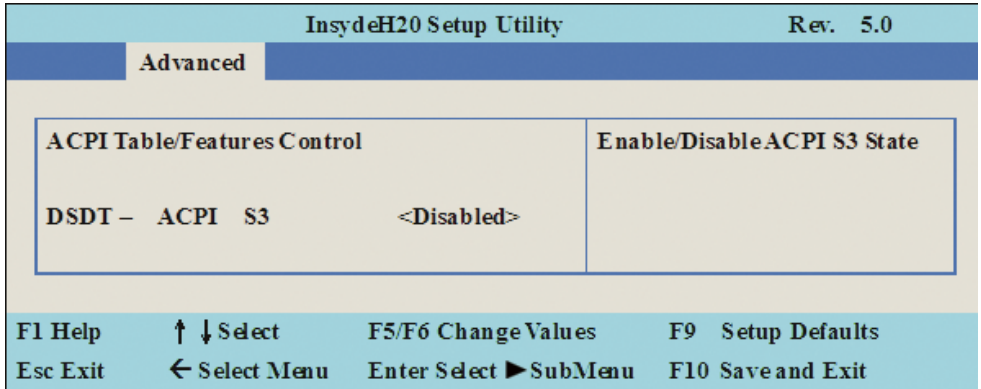 InsydeH20 Setup Utility Rev. 5.0
Advanced
ACPI Table/Features Control Enable/Disable ACPI S3 State
DSDT – ACPI S3 <Disabled>
F1 Help ↑ ↓ Select F5/F6 Change Values F9 Setup Defaults
Esc Exit ← Select Menu Enter Select ► SubMenu F10 Save and Exit